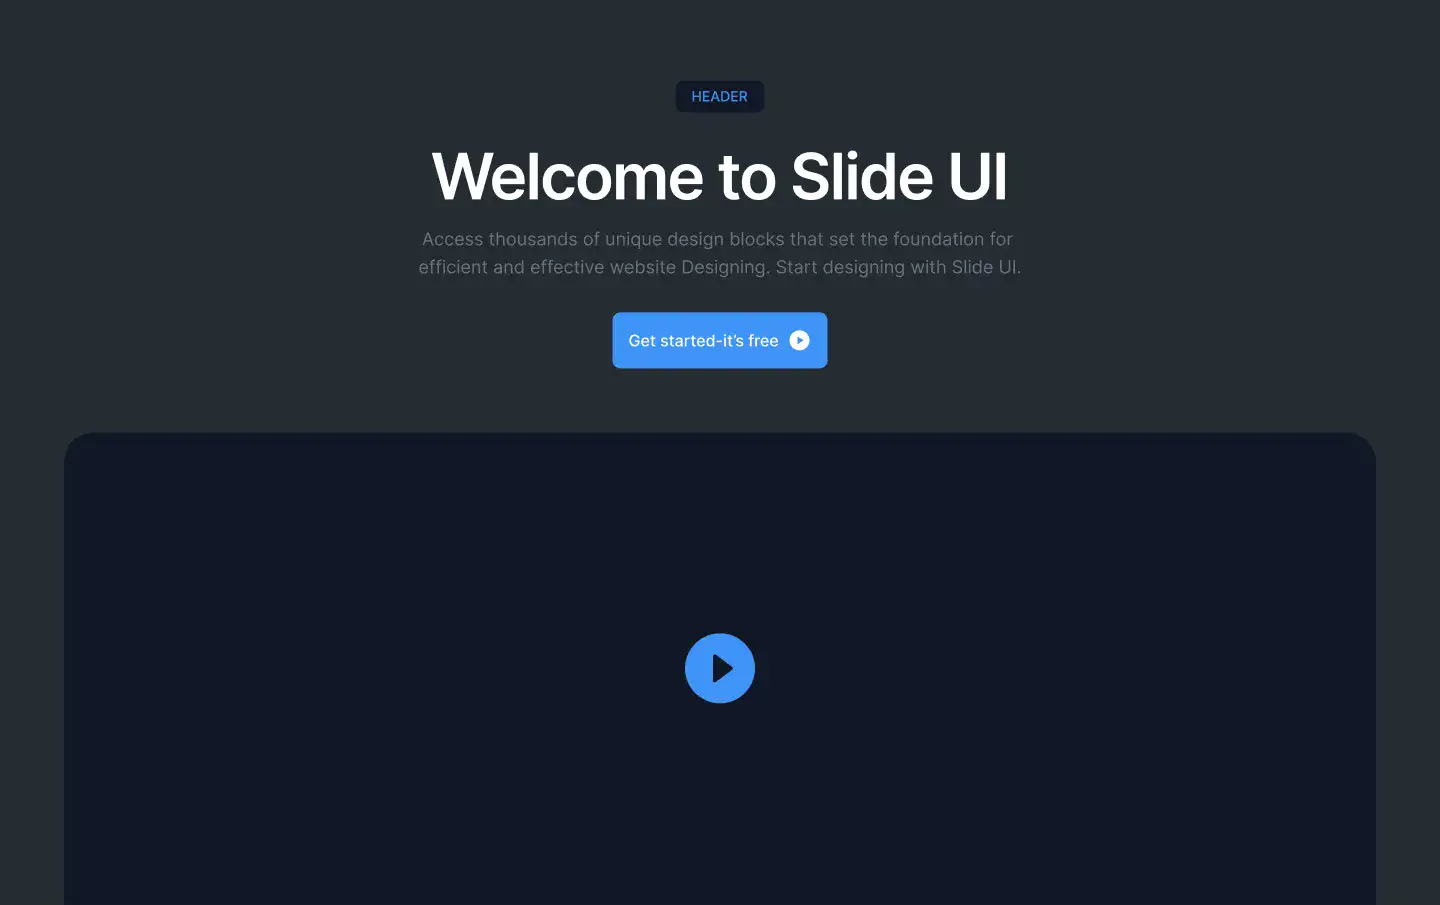 HEADER
Welcome to Slide UI
Access thousands of unique design blocks that set the foundation for
efficient and effective website Designing. Start designing with Slide UI.
Get started-it’s free